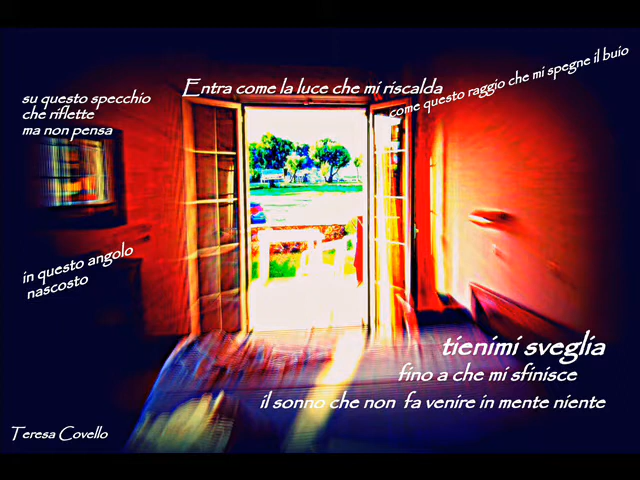 Entra come la luce che mi riscalda
come questo raggio che mi spegne il buio
su questo specchio
che riflette
ma non pensa
in questo angolo
nascosto
tienimi sveglia
fino a che mi sfinisce
il sonno che non fa venire in mente niente
Teresa Covello